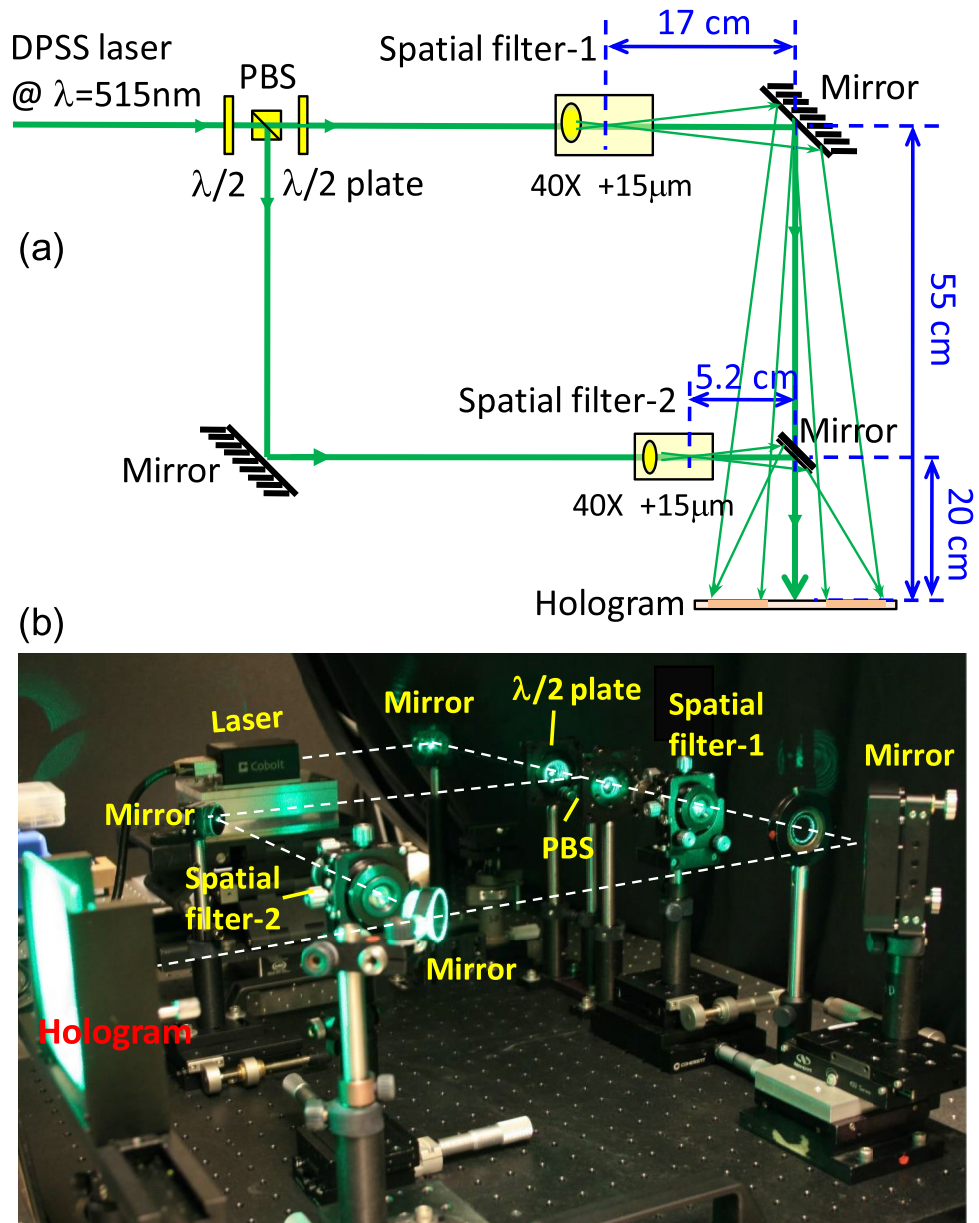 DPSS laser
@ λ=515nm
PBS
λ/2
λ/2 plate
Spatial filter-1
17 cm
Mirror
40X +15μm
(a)
55 cm
Spatial filter-2
5.2 cm
Mirror
Mirror
40X +15μm
20 cm
Hologram
(b)
λ/2 plate
Laser
Mirror
Spatial
filter-1
Mirror
Cobolt
Mirror
PBS
Spatial
filter-2
Mirror
Hologram